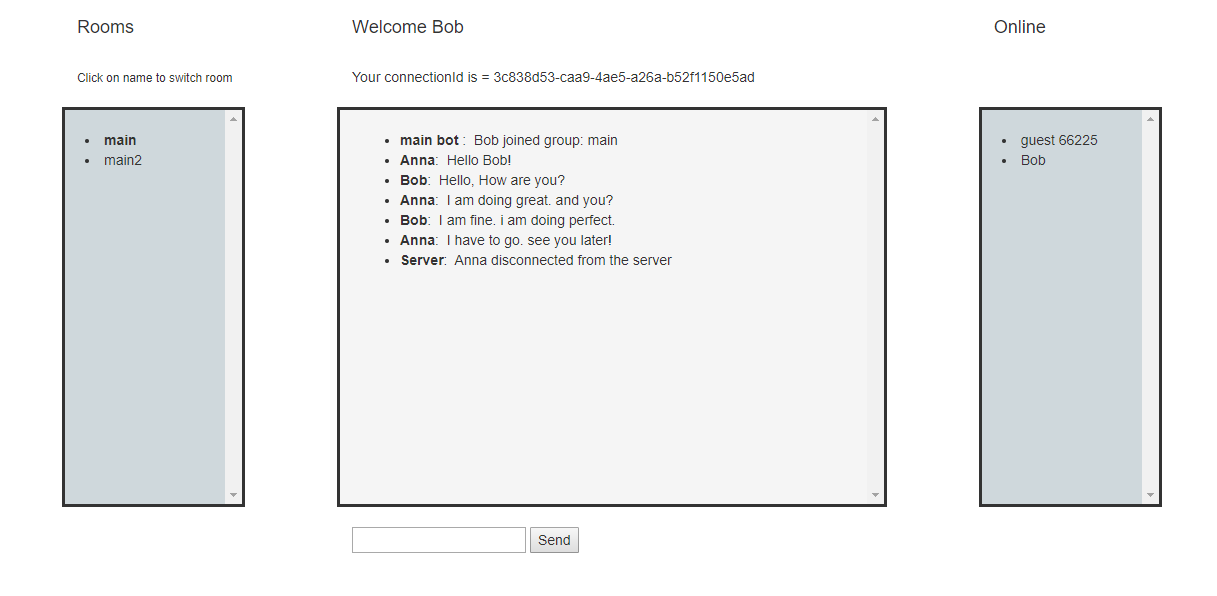 Rooms
Welcome Bob
Online
Click on name to switch room
Your connectionId is = 3c838d53-caa9-4ae5-a26a-b52f1150e5ad
main
main2
main bot : Bob joined group: main
Anna: Hello Bob!
Bob: Hello, How are you?
Anna: I am doing great. and you?
Bob: I am fine. i am doing perfect.
Anna: I have to go. see you later!
Server: Anna disconnected from the server
guest 66225
Bob
Send